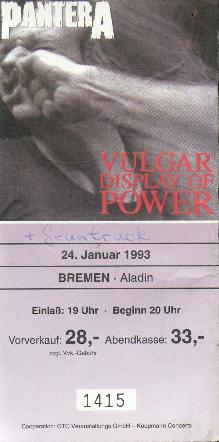 PANTERA
VULGAR
DISPLAY OF
POWER
+ Gruntruck
24. Januar 1993
BREMEN - Aladin
Einlaß: 19 Uhr · Beginn 20 Uhr
Vorverkauf: 28,- Abendkasse: 33,-
zzgl. Vvk.-Gebühr
1415
Cooperation: GTC Veranstaltungs GmbH – Koopmann Concerts